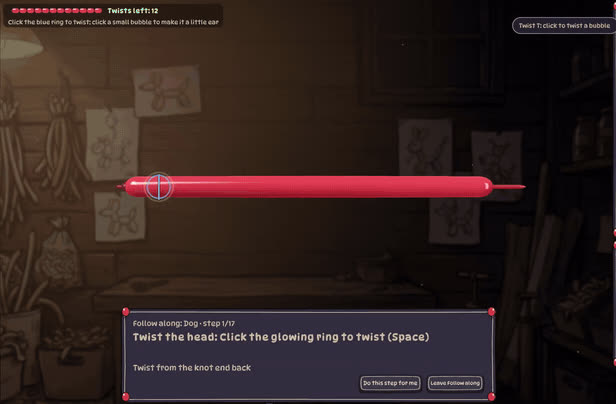 Twists left: 12
Click the blue ring to twist; click a small bubble to make it a little ear
Twist T: click to twist a bubble
Follow along: Dog · step 1/17
Twist the head: Click the glowing ring to twist (Space)
Twist from the knot end back
Do this step for me
Leave Follow along